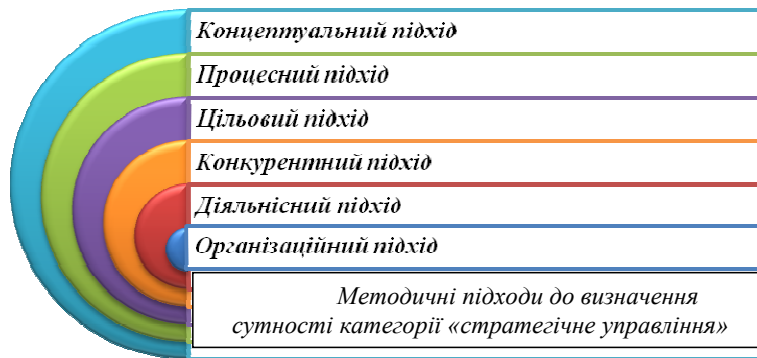 Концептуальний підхід
Процесний підхід
Цільовий підхід
Конкурентний підхід
Діяльнісний підхід
Організаційний підхід
Методичні підходи до визначення
сутності категорії «стратегічне управління»